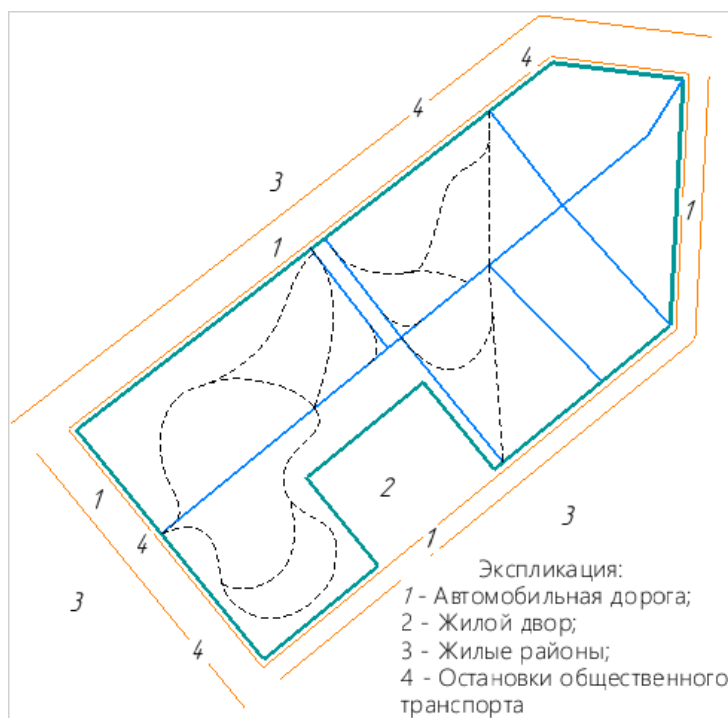 4
4
3
1
1
1
4
2
1
3
3
4
Экспликация:
1 - Автомобильная дорога;
2 - Жилой двор;
3 - Жилые районы;
4 - Остановки общественного
транспорта